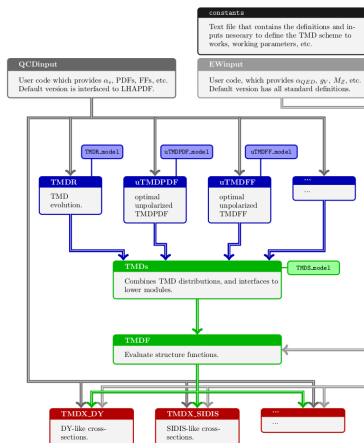 constants
Text file that contains the definitions and in-
puts neserary to define the TMD scheme to
works, working parameters, etc.
QCDinput
User code which provides αs, PDFs, FFs, etc.
Default version is interfaced to LHAPDF.
EWinput
User code, which provides αQED, gV, MZ, etc.
Default version has all standard definitions.
TMDR_model
uTMDPDF_model
uTMDFF_model
TMDR
TMD
evolution.
uTMDPDF
optimal
unpolarized
TMDPDF
uTMDFF
optimal
unpolarized
TMDFF
...
...
TMDs
Combines TMD distributions, and interfaces to
lower modules.
TMDS_model
TMDF
Evaluate structure functions.
TMDX_DY
DY-like cross-
sections.
TMDX_SIDIS
SIDIS-like cross-
sections.
...
...